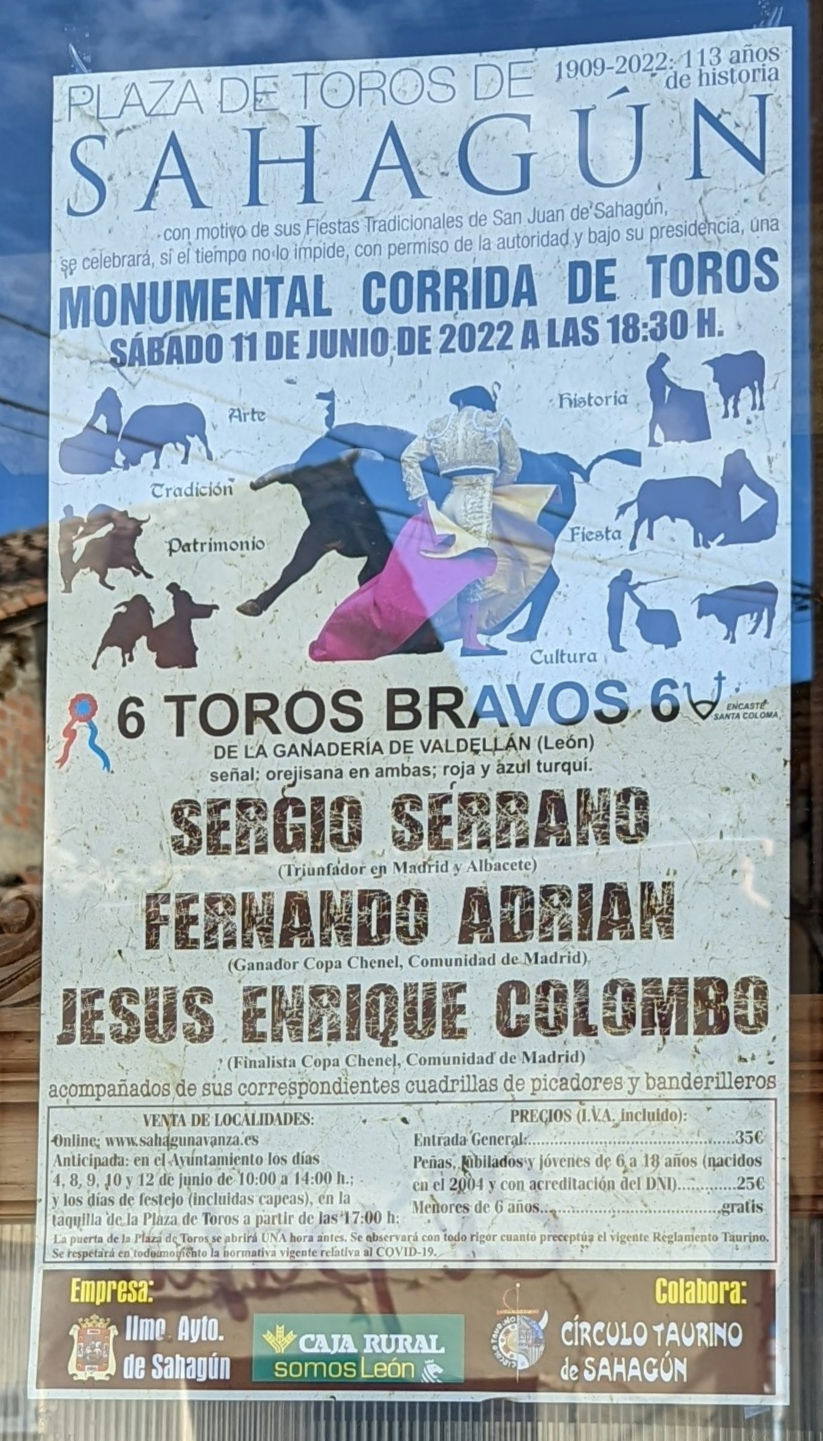 PLAZA DE TOROS DE
1909-2022: 113 años
de historia
SAHAGÚN
con motivo de sus Fiestas Tradicionales de San Juan de Sahagún,
se celebrará, si el tiempo no lo impide, con permiso de la autoridad y bajo su presidencia, una
MONUMENTAL CORRIDA DE TOROS
SÁBADO 11 DE JUNIO DE 2022 A LAS 18:30 H.
Arte
Historia
Tradición
Patrimonio
Fiesta
Cultura
6 TOROS BRAVOS 6
ENCASTE
SANTA COLOMA
DE LA GANADERÍA DE VALDELLÁN (León)
señal: orejisana en ambas; roja y azul turquí.
SERGIO SERRANO
(Triunfador en Madrid y Albacete)
FERNANDO ADRIAN
(Ganador Copa Chenel, Comunidad de Madrid)
JESUS ENRIQUE COLOMBO
(Finalista Copa Chenel, Comunidad de Madrid)
acompañados de sus correspondientes cuadrillas de picadores y banderilleros
VENTA DE LOCALIDADES:
Online: www.sahagunavanza.es
Anticipada: en el Ayuntamiento los días
4, 8, 9, 10 y 12 de junio de 10:00 a 14:00 h.;
y los días de festejo (incluidas capeas), en la
taquilla de la Plaza de Toros a partir de las 17:00 h.
PRECIOS (I.V.A. incluido):
Entrada General:..................................35€
Peñas, jubilados y jóvenes de 6 a 18 años (nacidos
en el 2004 y con acreditación del DNI)............25€
Menores de 6 años.............................gratis
La puerta de la Plaza de Toros se abrirá UNA hora antes. Se observará con todo rigor cuanto preceptúa el vigente Reglamento Taurino.
Se respetará en todo momento la normativa vigente relativa al COVID-19.
Empresa:
Colabora:
Ilmo. Ayto.
de Sahagún
CAJA RURAL
somosLeón
CÍRCULO TAURINO
de SAHAGÚN